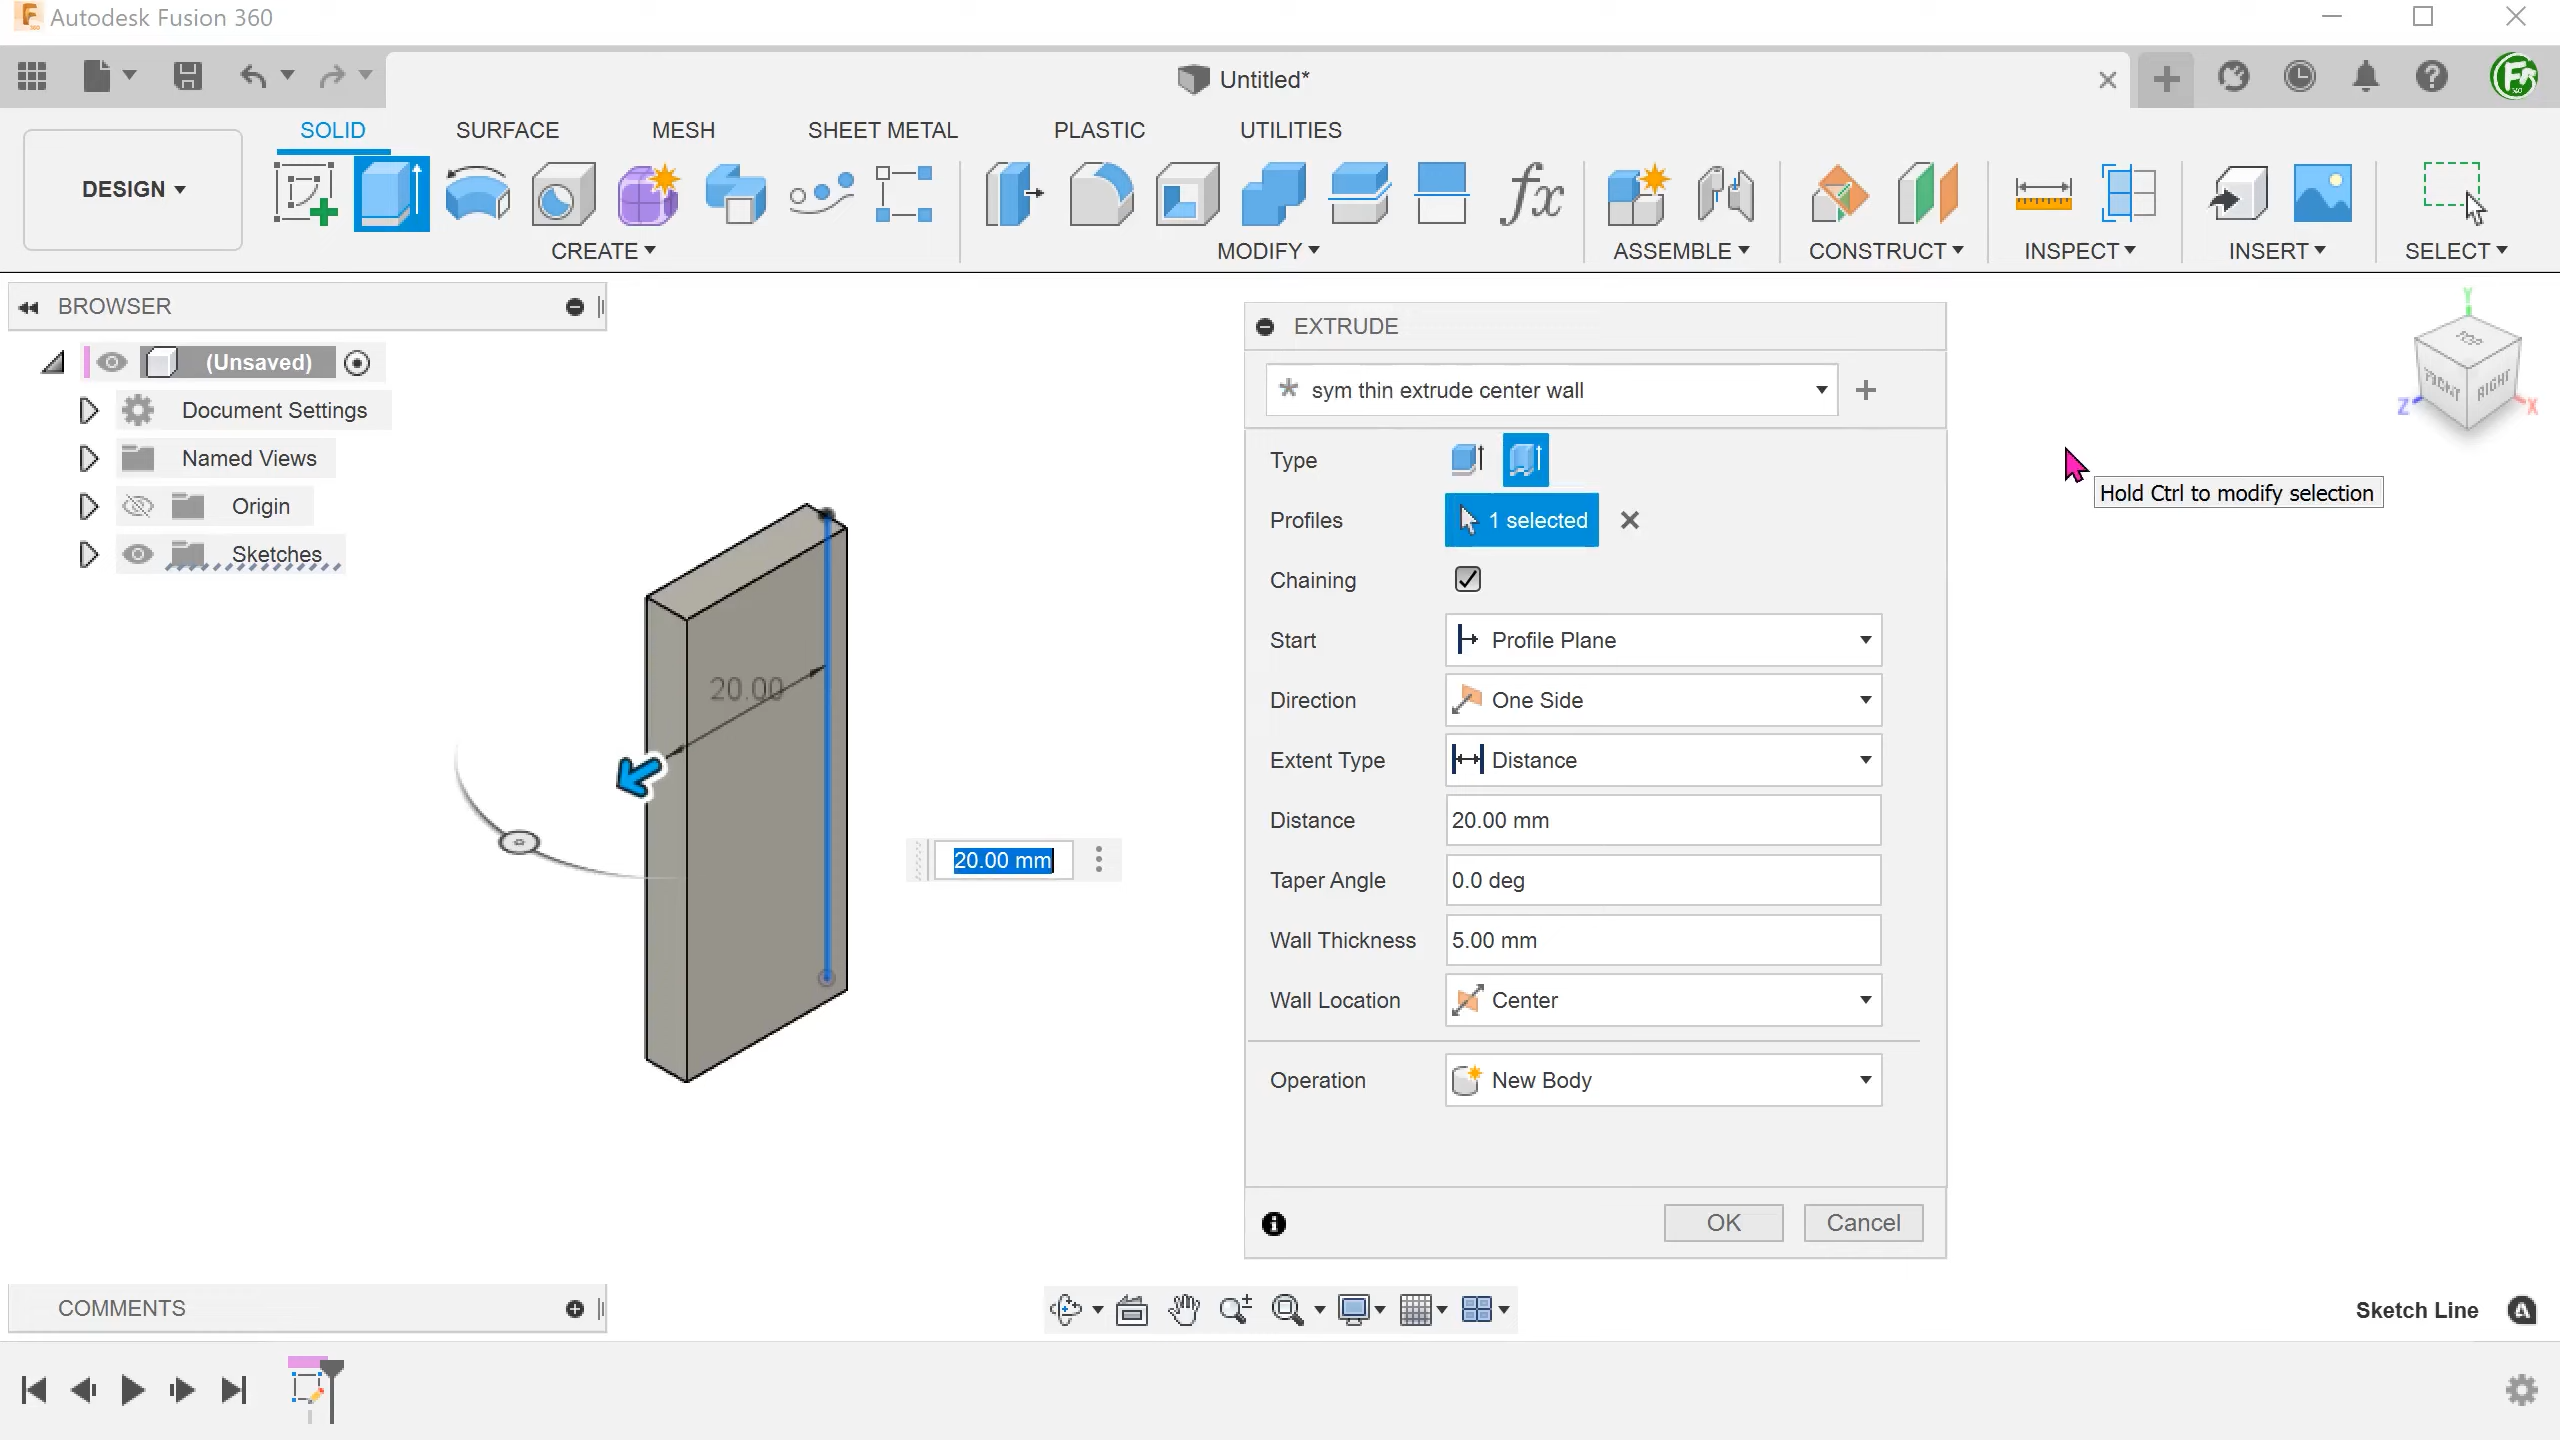 Autodesk Fusion 360
Untitled*
SOLID SURFACE MESH SHEET METAL PLASTIC UTILITIES
DESIGN
CREATE MODIFY ASSEMBLE CONSTRUCT INSPECT INSERT SELECT
BROWSER
(Unsaved)
Document Settings
Named Views
Origin
Sketches
20.00
20.00 mm
EXTRUDE
sym thin extrude center wall
Type
Profiles 1 selected
Chaining
Start Profile Plane
Direction One Side
Extent Type Distance
Distance 20.00 mm
Taper Angle 0.0 deg
Wall Thickness 5.00 mm
Wall Location Center
Operation New Body
OK Cancel
Y
TOP
FRONT RIGHT
Z X
Hold Ctrl to modify selection
COMMENTS
Sketch Line